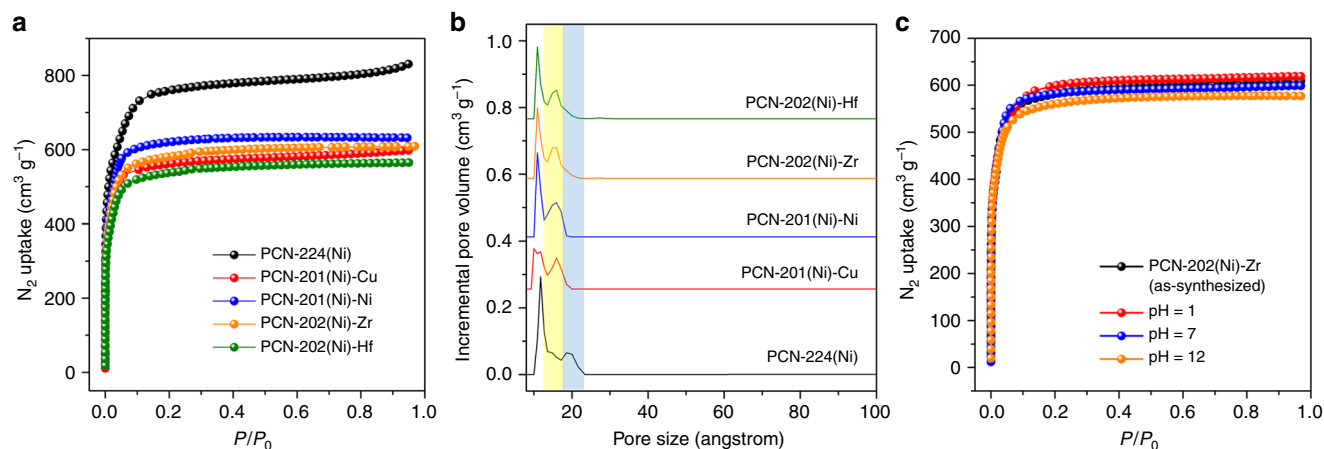 a
N2 uptake (cm3 g−1)
800
600
400
200
0
PCN-224(Ni)
PCN-201(Ni)-Cu
PCN-201(Ni)-Ni
PCN-202(Ni)-Zr
PCN-202(Ni)-Hf
0.0 0.2 0.4 0.6 0.8 1.0
P/P0
b
Incremental pore volume (cm3 g−1)
1.0
0.8
0.6
0.4
0.2
0.0
PCN-202(Ni)-Hf
PCN-202(Ni)-Zr
PCN-201(Ni)-Ni
PCN-201(Ni)-Cu
PCN-224(Ni)
20 40 60 80 100
Pore size (angstrom)
c
N2 uptake (cm3 g−1)
700
600
500
400
300
200
100
0
PCN-202(Ni)-Zr
(as-synthesized)
pH = 1
pH = 7
pH = 12
0.0 0.2 0.4 0.6 0.8 1.0
P/P0